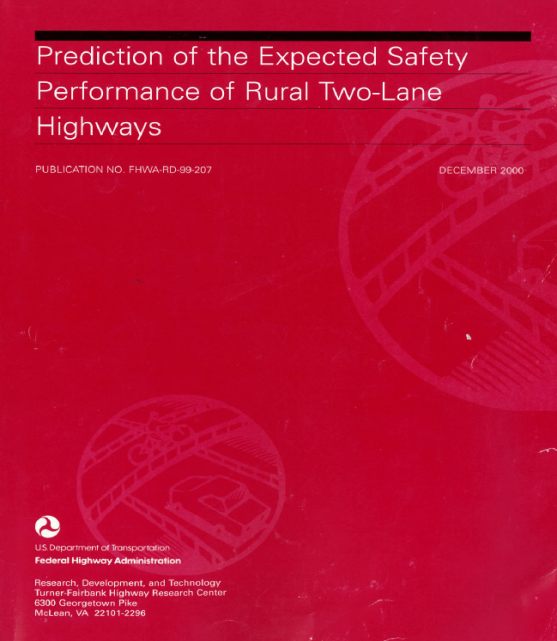 Prediction of the Expected Safety
Performance of Rural Two-Lane
Highways
PUBLICATION NO. FHWA-RD-99-207 DECEMBER 2000
U.S. Department of Transportation
Federal Highway Administration
Research, Development, and Technology
Turner-Fairbank Highway Research Center
6300 Georgetown Pike
McLean, VA 22101-2296